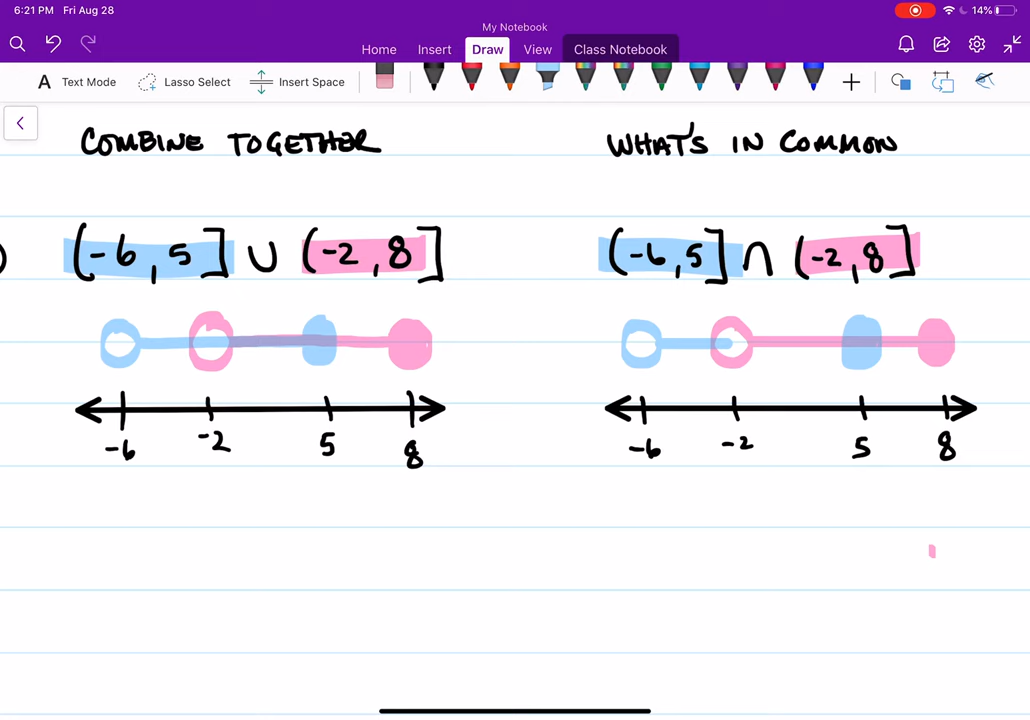 6:21 PM Fri Aug 28
14%
My Notebook
Home Insert Draw View Class Notebook
A Text Mode Lasso Select Insert Space
COMBINE TOGETHER
WHAT'S IN COMMON
) (-6, 5] ∪ (-2, 8]
(-6, 5] ∩ (-2, 8]
-6 -2 5 8
-6 -2 5 8